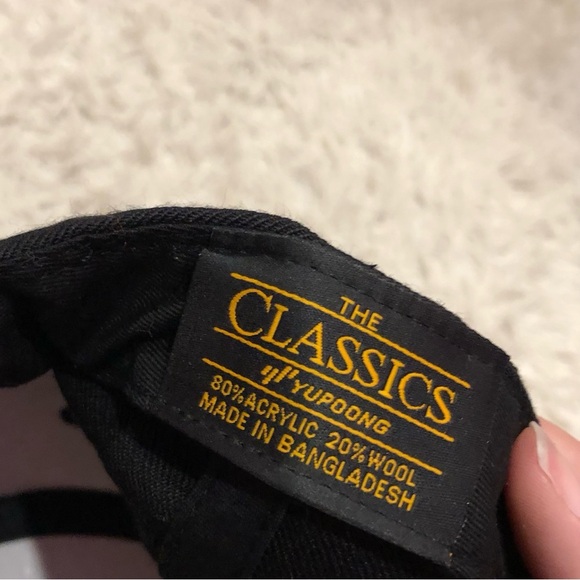 THE
CLASSICS
YUPOONG
80% ACRYLIC 20% WOOL
MADE IN BANGLADESH